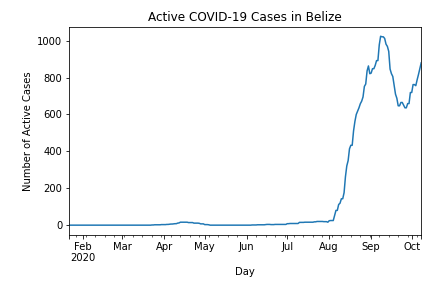 Active COVID-19 Cases in Belize
Number of Active Cases
1000
800
600
400
200
0
Feb Mar Apr May Jun Jul Aug Sep Oct
2020
Day